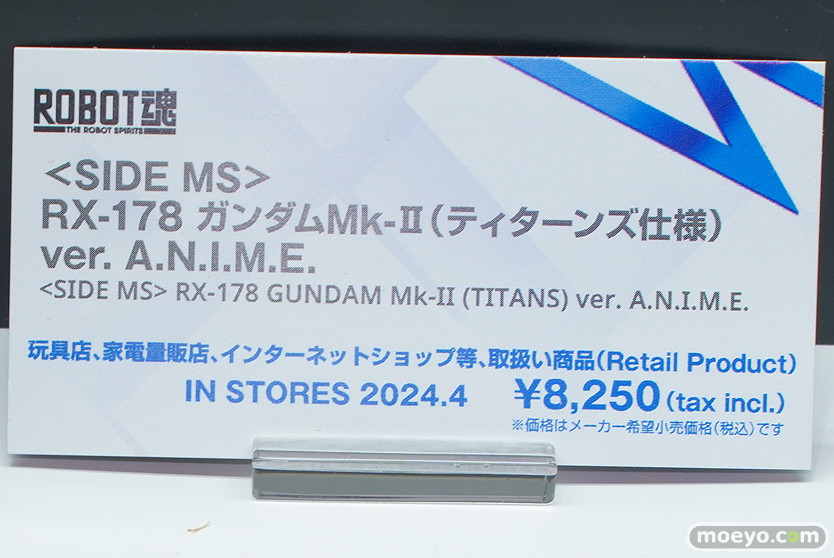 ROBOT魂
THE ROBOT SPIRITS
<SIDE MS>
RX-178 ガンダムMk-Ⅱ(ティターンズ仕様)
ver. A.N.I.M.E.
<SIDE MS> RX-178 GUNDAM Mk-II (TITANS) ver. A.N.I.M.E.
玩具店、家電量販店、インターネットショップ等、取扱い商品(Retail Product)
IN STORES 2024.4 ¥8,250(tax incl.)
※価格はメーカー希望小売価格(税込)です
moeyo.com